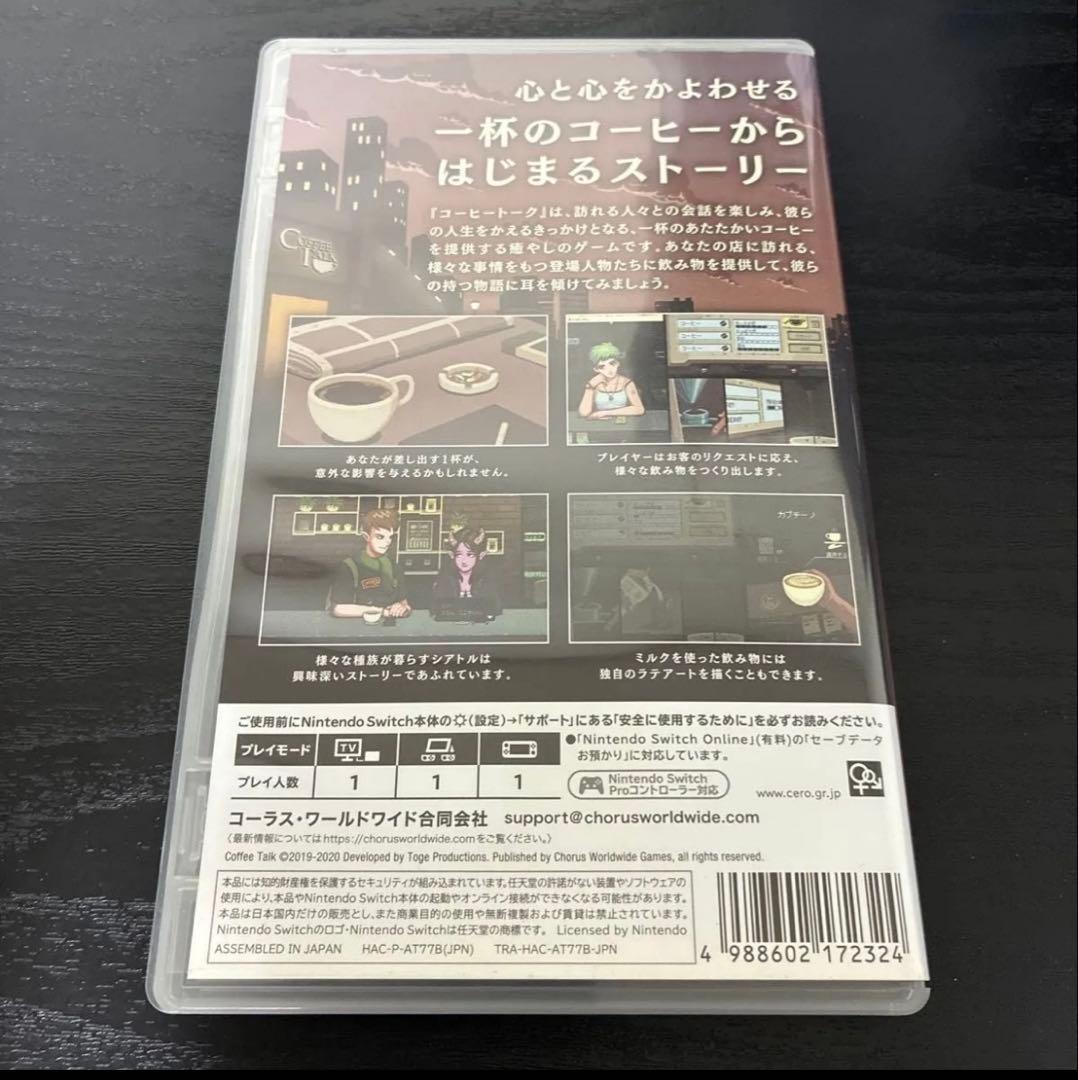 心と心をかよわせる
一杯のコーヒーから
はじまるストーリー
『コーヒートーク』は、訪れる人々との会話を楽しみ、彼ら
の人生をかえるきっかけとなる、一杯のあたたかいコーヒー
を提供する癒やしのゲームです。あなたの店に訪れる、
様々な事情をもつ登場人物たちに飲み物を提供して、彼ら
の持つ物語に耳を傾けてみましょう。
COFFEE
TALK
コーヒー
コーヒー
コーヒー
あなたが差し出す1杯が、
意外な影響を与えるかもしれません。
プレイヤーはお客のリクエストに応え、
様々な飲み物をつくり出します。
カプチーノ
様々な種族が暮らすシアトルは
興味深いストーリーであふれています。
ミルクを使った飲み物には
独自のラテアートを描くこともできます。
ご使用前にNintendo Switch本体の(設定)→「サポート」にある「安全に使用するために」を必ずお読みください。
プレイモード TV
プレイ人数 1 1 1
●「Nintendo Switch Online」(有料)の「セーブデータ
お預かり」に対応しています。
Nintendo Switch
Proコントローラー対応
www.cero.gr.jp
コーラス・ワールドワイド合同会社 support@chorusworldwide.com
〈最新情報についてはhttps://chorusworldwide.comをご覧ください。〉
Coffee Talk ©2019-2020 Developed by Toge Productions. Published by Chorus Worldwide Games, all rights reserved.
本品には知的財産権を保護するセキュリティが組み込まれています。任天堂の許諾がない装置やソフトウェアの
使用により、本品やNintendo Switch本体の起動やオンライン接続ができなくなる可能性があります。
本品は日本国内だけの販売とし、また商業目的の使用や無断複製および賃貸は禁止されています。
Nintendo Switchのロゴ・Nintendo Switchは任天堂の商標です。 Licensed by Nintendo
ASSEMBLED IN JAPAN HAC-P-AT77B(JPN) TRA-HAC-AT77B-JPN
4 988602 172324